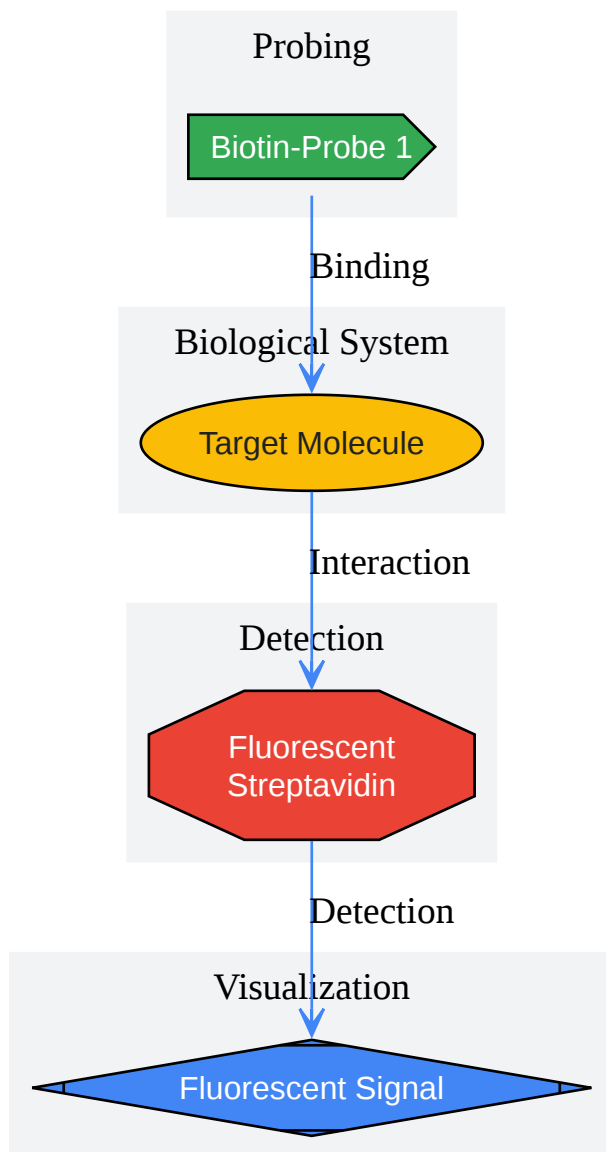 Probing
Biotin-Probe 1
Binding
Biological System
Target Molecule
Interaction
Detection
Fluorescent
Streptavidin
Detection
Visualization
Fluorescent Signal